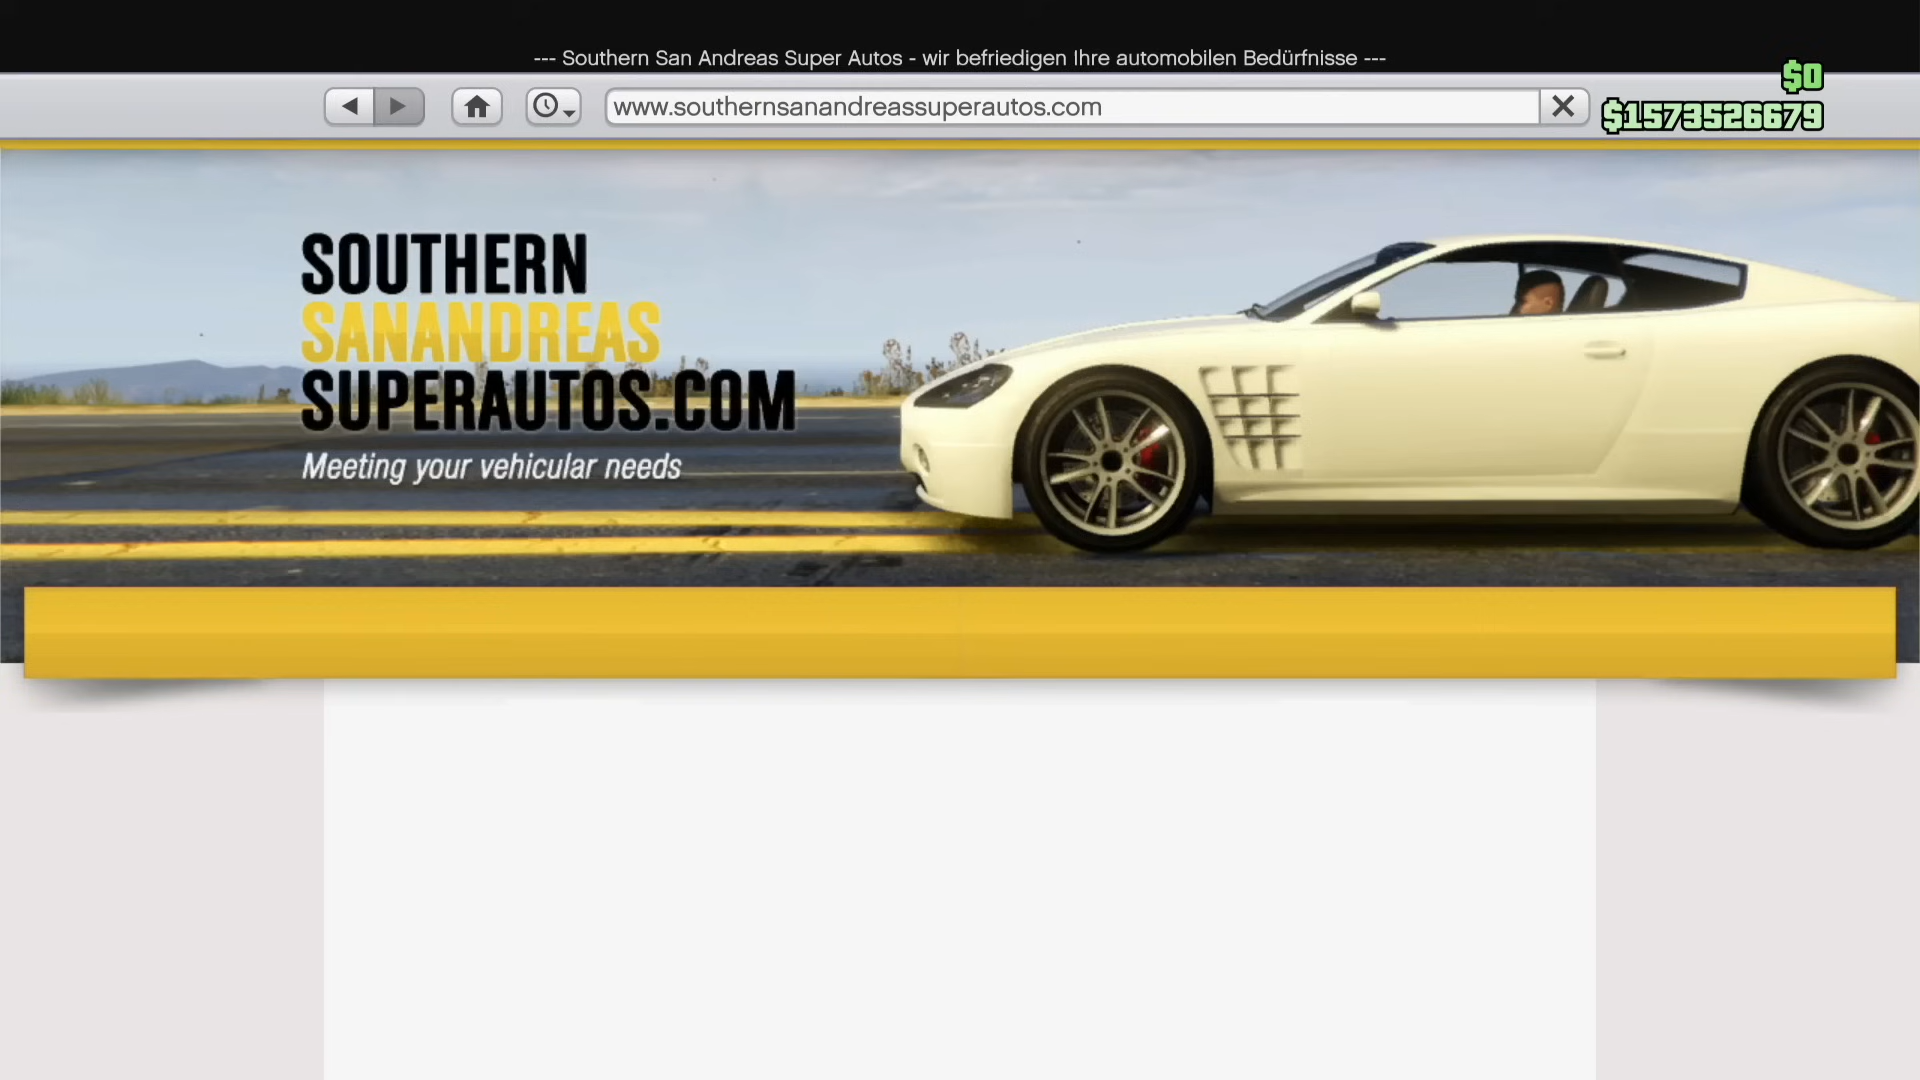 --- Southern San Andreas Super Autos - wir befriedigen Ihre automobilen Bedürfnisse ---
$0
www.southernsanandreassuperautos.com
$1573526679
SOUTHERN
SANANDREAS
SUPERAUTOS.COM
Meeting your vehicular needs